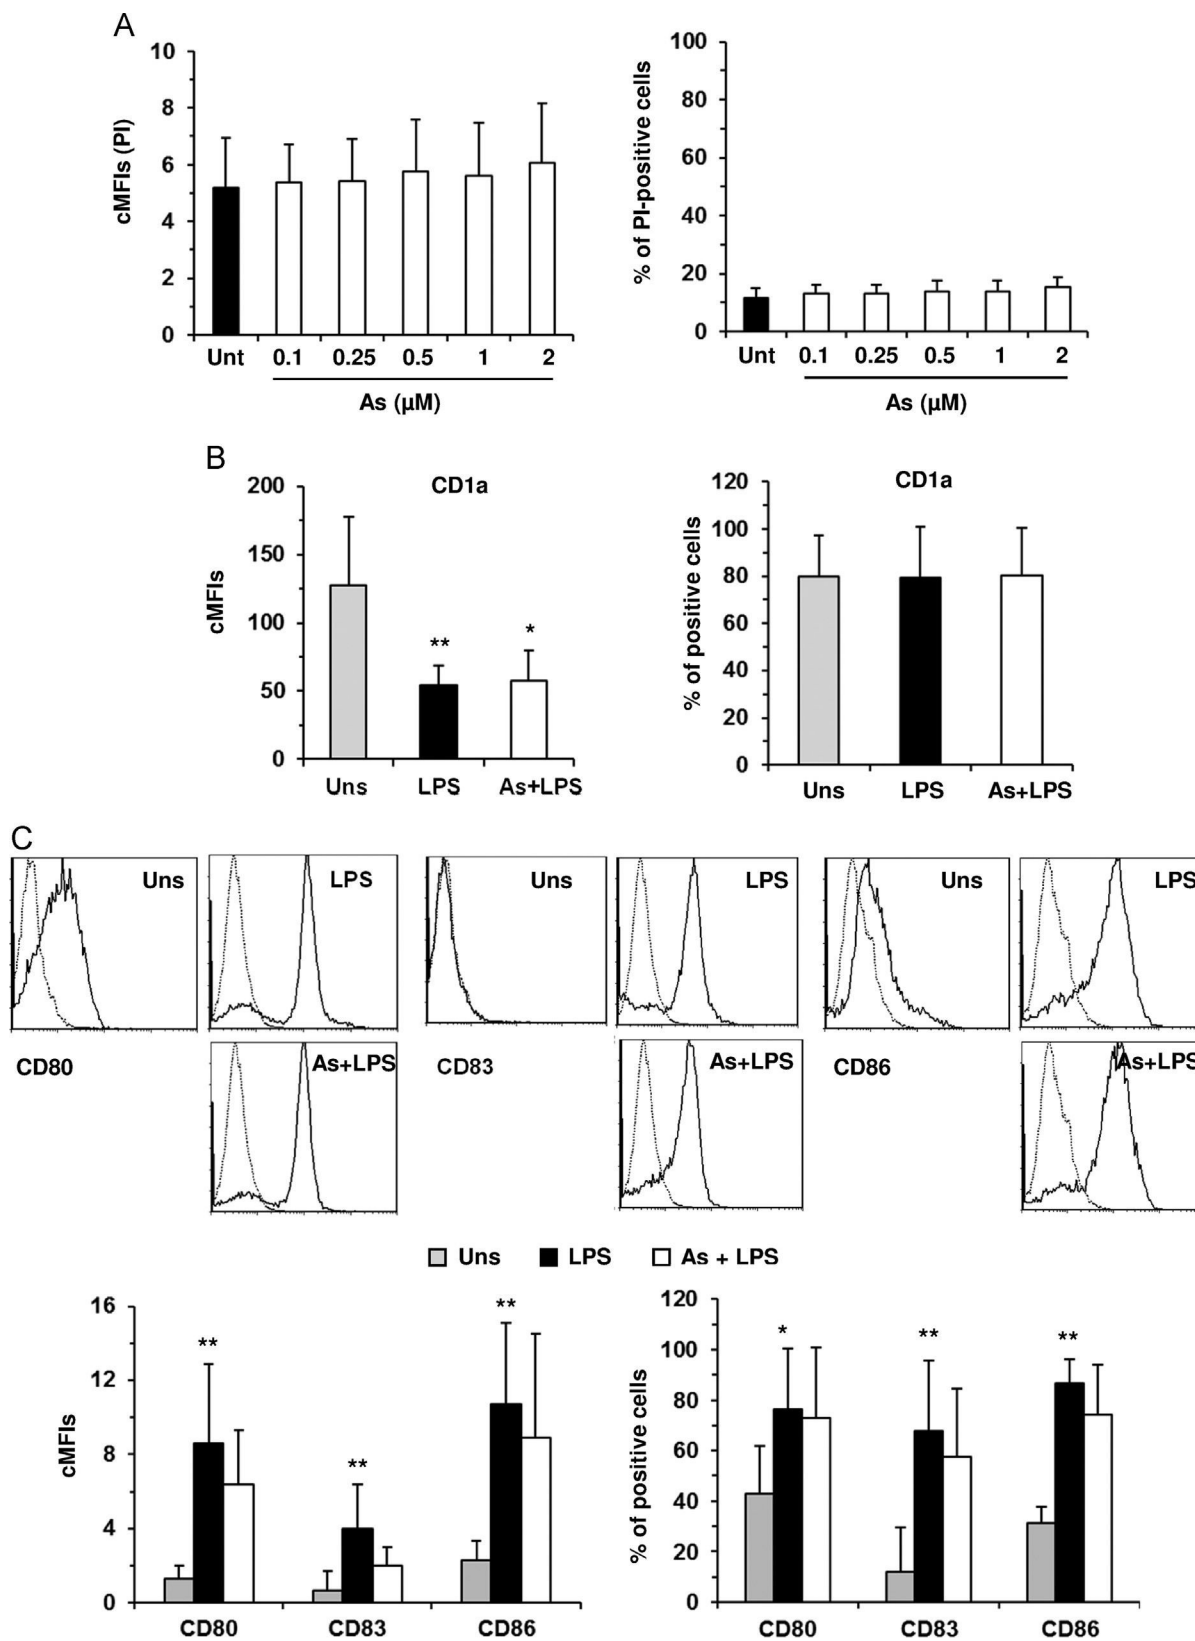 A
cMFIs (PI)
10
8
6
4
2
0
Unt 0.1 0.25 0.5 1 2
As (µM)
% of PI-positive cells
100
80
60
40
20
0
Unt 0.1 0.25 0.5 1 2
As (µM)
B
CD1a
cMFIs
200
150
100
50
0
** *
Uns LPS As+LPS
CD1a
% of positive cells
120
100
80
60
40
20
0
Uns LPS As+LPS
C
Uns LPS Uns LPS Uns LPS
CD80 As+LPS CD83 As+LPS CD86 As+LPS
Uns LPS As + LPS
cMFIs
16
12
8
4
0
** ** **
CD80 CD83 CD86
% of positive cells
120
100
80
60
40
20
0
* ** **
CD80 CD83 CD86